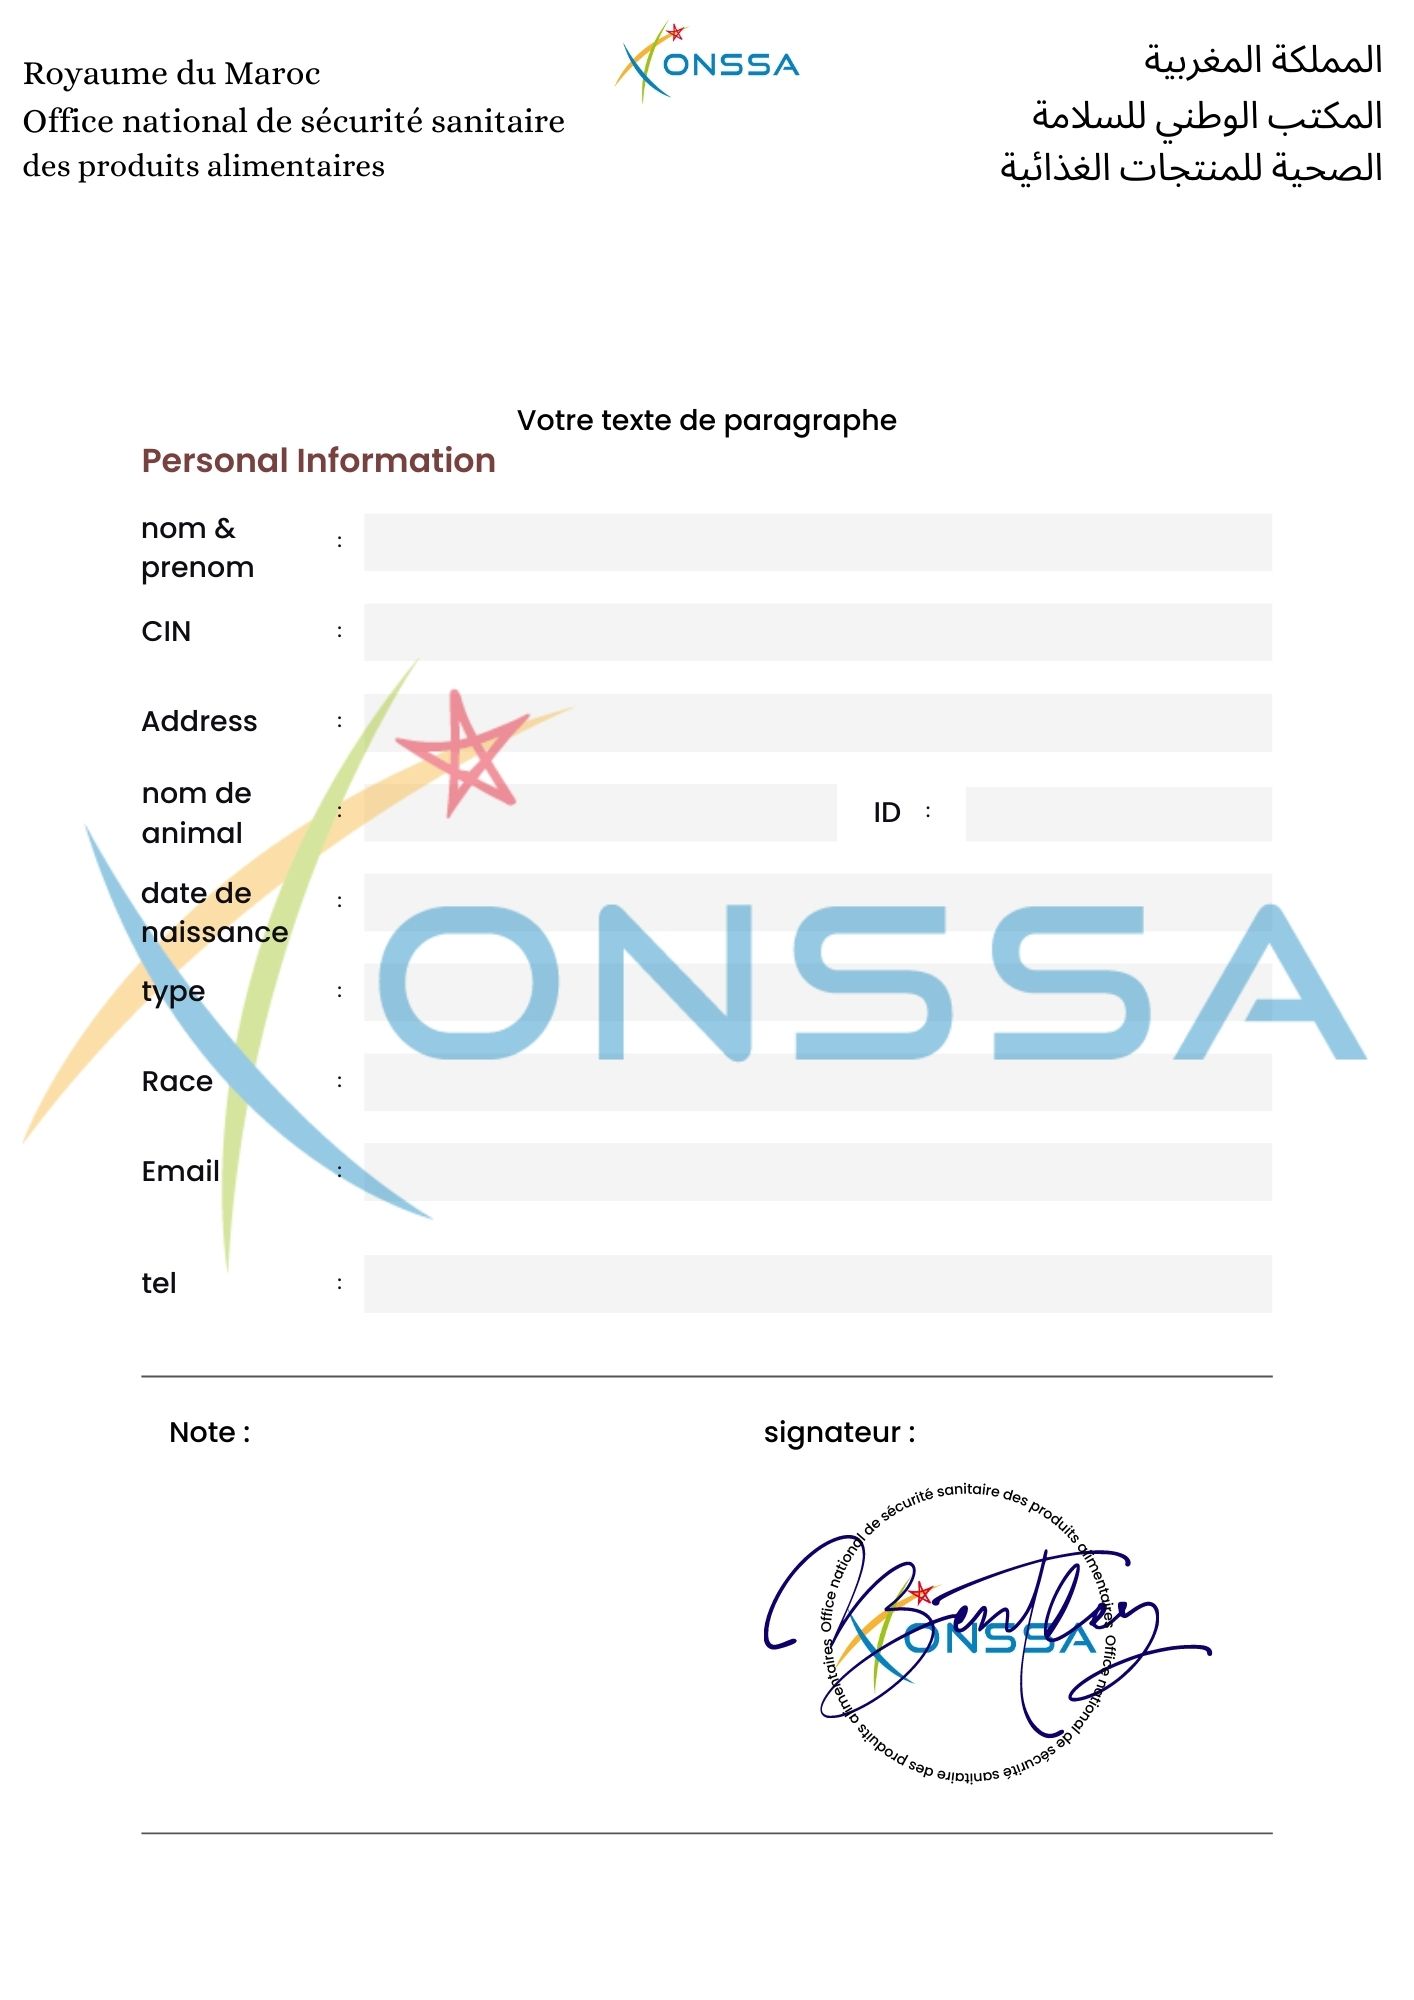 Royaume du Maroc
Office national de sécurité sanitaire
des produits alimentaires
ONSSA
المملكة المغربية
المكتب الوطني للسلامة
الصحية للمنتجات الغذائية
Votre texte de paragraphe
Personal Information
nom &
prenom :
CIN :
Address :
nom de
animal : ID :
date de
naissance :
ONSSA
type :
Race :
Email :
tel :
Note :
signateur :
Office national de sécurité sanitaire des produits alimentaires Office national de sécurité sanitaire des produits alimentaires
ONSSA
Bentley